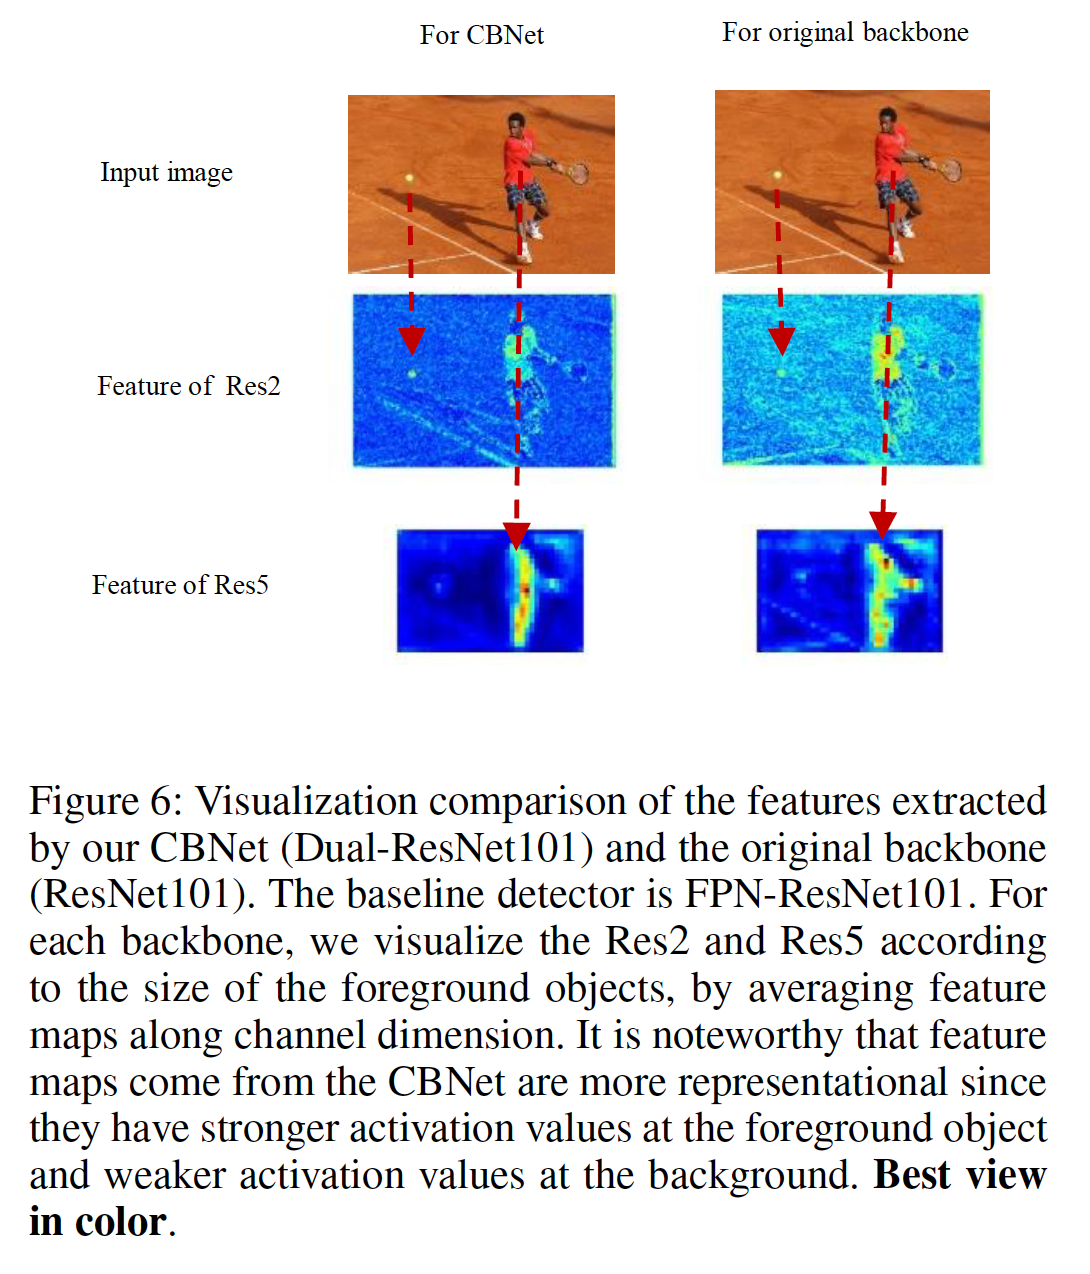 For CBNet
For original backbone
Input image
Feature of Res2
Feature of Res5
Figure 6: Visualization comparison of the features extracted
by our CBNet (Dual-ResNet101) and the original backbone
(ResNet101). The baseline detector is FPN-ResNet101. For
each backbone, we visualize the Res2 and Res5 according
to the size of the foreground objects, by averaging feature
maps along channel dimension. It is noteworthy that feature
maps come from the CBNet are more representational since
they have stronger activation values at the foreground object
and weaker activation values at the background. Best view
in color.